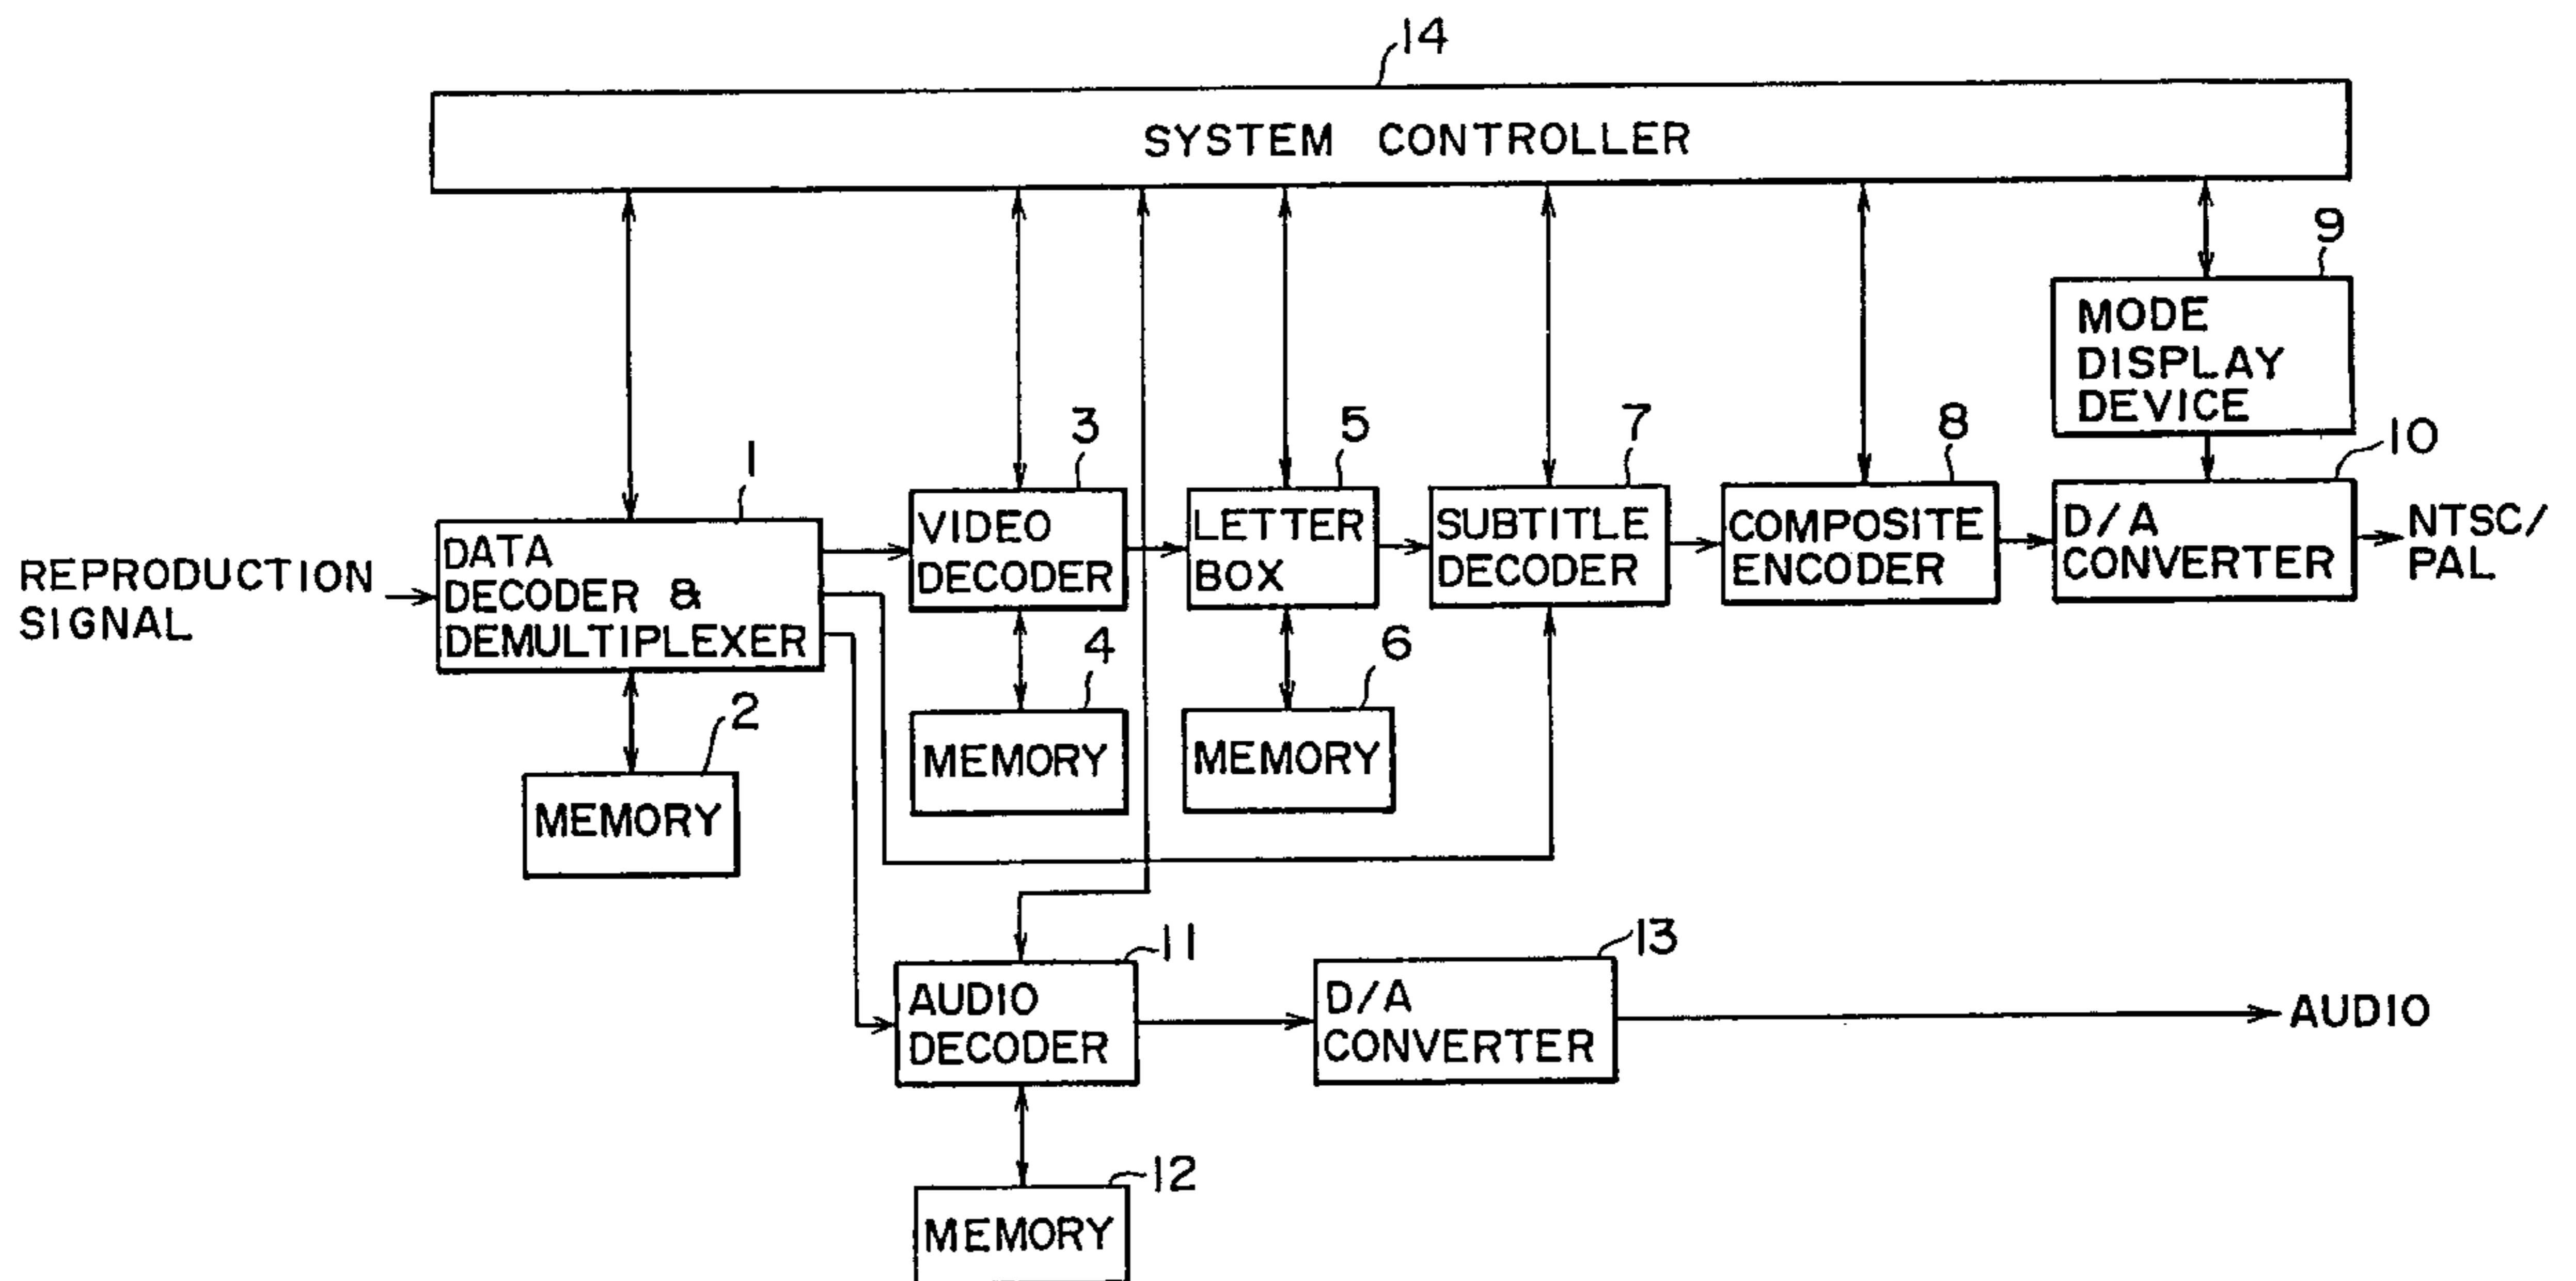 14
SYSTEM CONTROLLER
9
MODE
DISPLAY
DEVICE
1
3
5
7
8
10
REPRODUCTION
SIGNAL
DATA
DECODER &
DEMULTIPLEXER
VIDEO
DECODER
LETTER
BOX
SUBTITLE
DECODER
COMPOSITE
ENCODER
D/A
CONVERTER
NTSC/
PAL
2
MEMORY
4
MEMORY
6
MEMORY
11
AUDIO
DECODER
13
D/A
CONVERTER
AUDIO
12
MEMORY